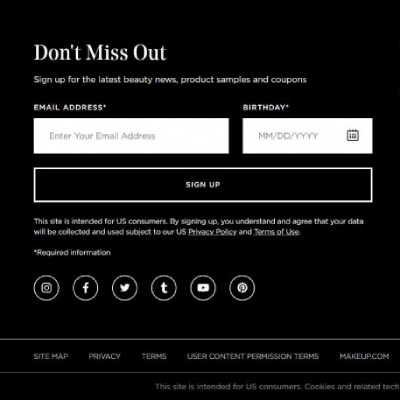 Don't Miss Out
Sign up for the latest beauty news, product samples and coupons
EMAIL ADDRESS* BIRTHDAY*
Enter Your Email Address MM/DD/YYYY
SIGN UP
This site is intended for US consumers. By signing up, you understand and agree that your data
will be collected and used subject to our US Privacy Policy and Terms of Use.
*Required information
SITE MAP PRIVACY TERMS USER CONTENT PERMISSION TERMS MAKEUP.COM
This site is intended for US consumers. Cookies and related tech